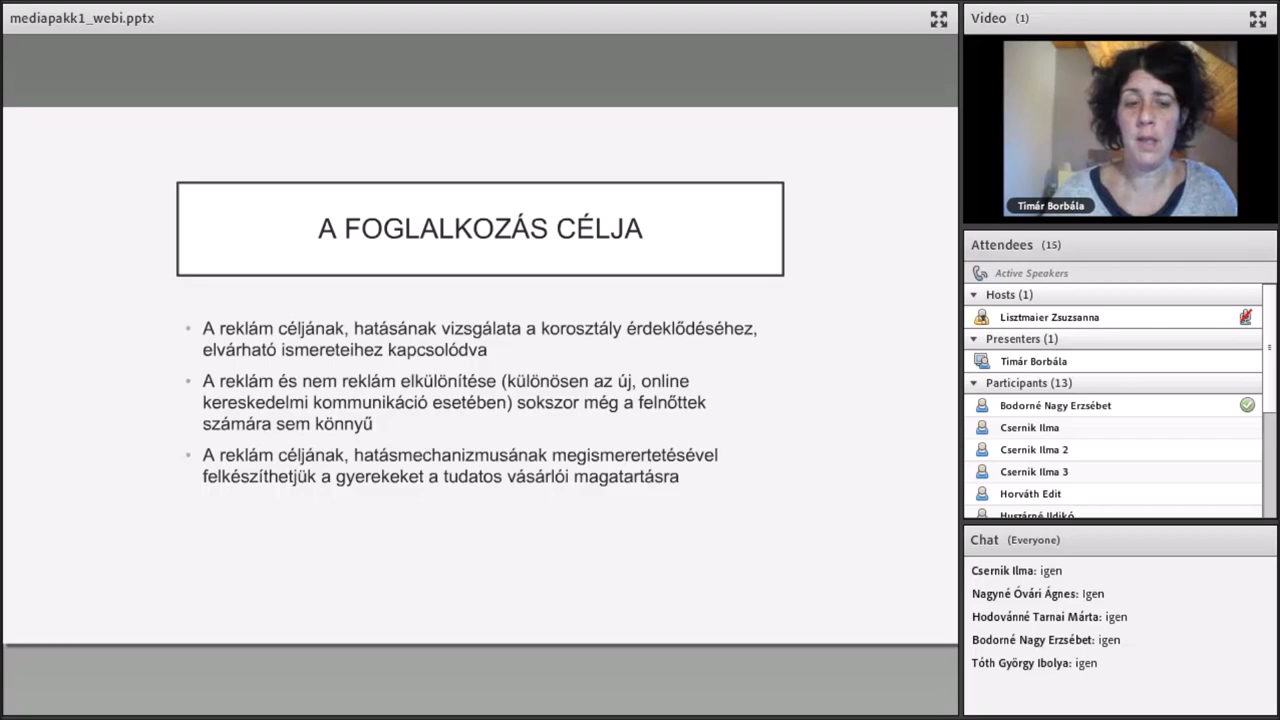 mediapakk1_webi.pptx
A FOGLALKOZÁS CÉLJA
• A reklám céljának, hatásának vizsgálata a korosztály érdeklődéséhez,
elvárható ismereteihez kapcsolódva
• A reklám és nem reklám elkülönítése (különösen az új, online
kereskedelmi kommunikáció esetében) sokszor még a felnőttek
számára sem könnyű
• A reklám céljának, hatásmechanizmusának megismerertetésével
felkészíthetjük a gyerekeket a tudatos vásárlói magatartásra
Video (1)
Timár Borbála
Attendees (15)
Active Speakers
Hosts (1)
Lisztmaier Zsuzsanna
Presenters (1)
Timár Borbála
Participants (13)
Bodorné Nagy Erzsébet
Csernik Ilma
Csernik Ilma 2
Csernik Ilma 3
Horváth Edit
Huszárné Ildikó
Chat (Everyone)
Csernik Ilma: igen
Nagyné Óvári Ágnes: Igen
Hodovánné Tarnai Márta: igen
Bodorné Nagy Erzsébet: igen
Tóth György Ibolya: igen